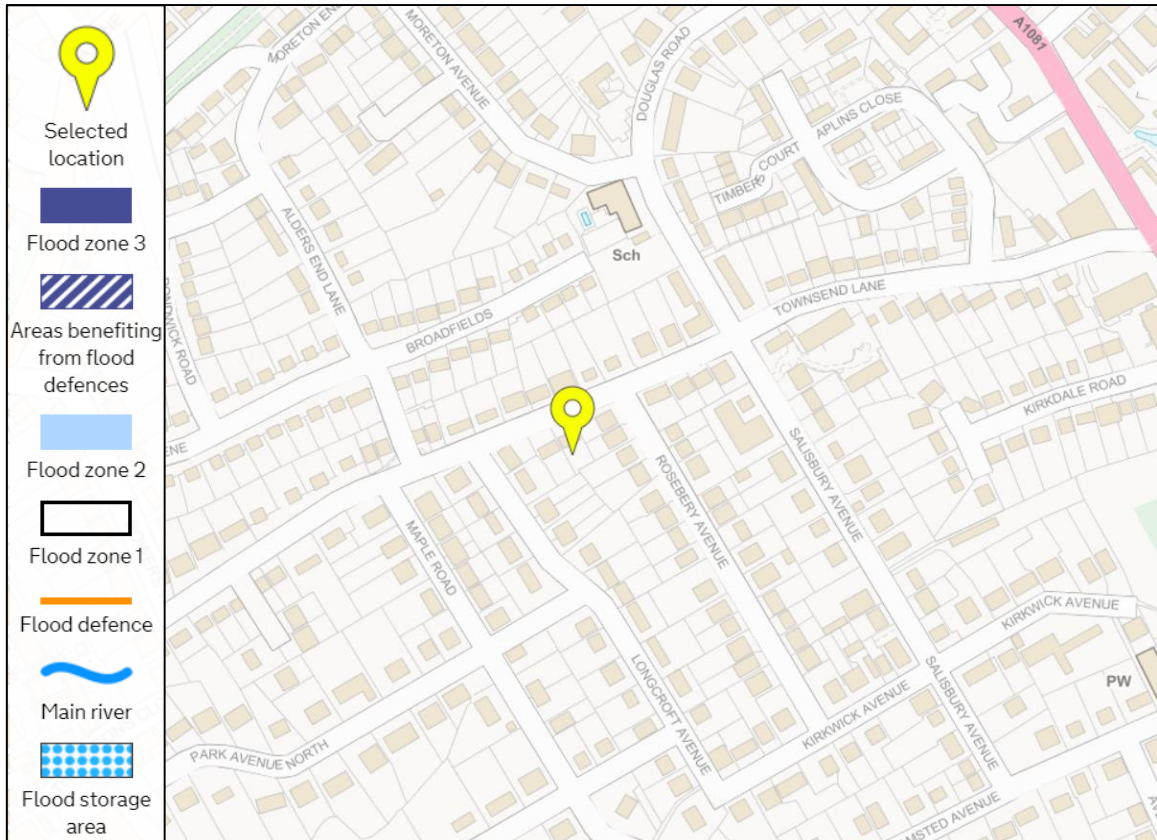 Selected
location
Flood zone 3
Areas benefiting
from flood
defences
Flood zone 2
Flood zone 1
Flood defence
Main river
Flood storage
area
MORETON END
MORETON AVENUE
DOUGLAS ROAD
A1081
APLINS CLOSE
TIMBERS COURT
ALDERS END LANE
Sch
TOWNSEND LANE
BROADFIELDS
KIRKDALE ROAD
SALISBURY AVENUE
ROSEBERY AVENUE
MAPLE ROAD
KIRKWICK AVENUE
LONGCROFT AVENUE
SALISBURY AVENUE
PW
KIRKWICK AVENUE
PARK AVENUE NORTH